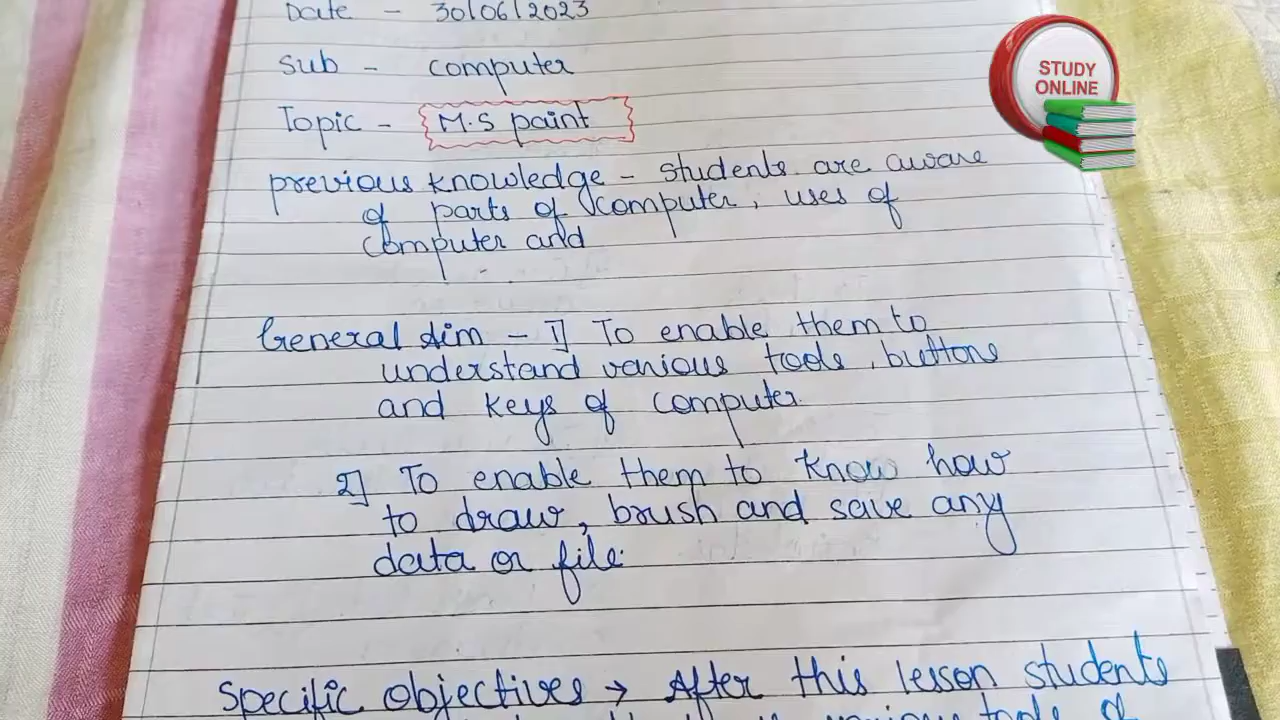 Date - 30/06/2023
STUDY
ONLINE
Sub - computer
Topic - M.S paint
previous knowledge - students are aware
of parts of computer, uses of
computer and
General Aim - 1] To enable them to
understand various tools, buttons
and keys of computer.
2] To enable them to know how
to draw, brush and save any
data or file.
Specific Objectives → After this lesson students
various tools of